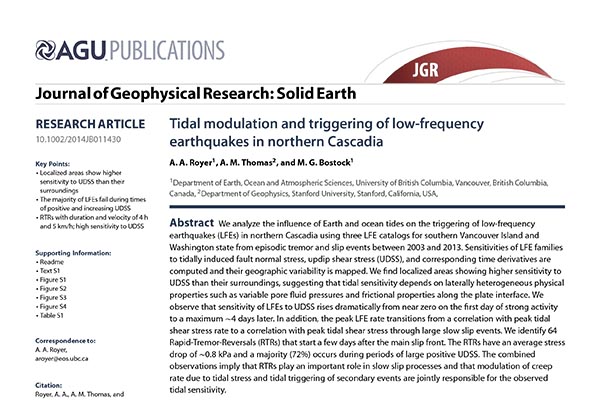 AGU PUBLICATIONS
JGR
Journal of Geophysical Research: Solid Earth
RESEARCH ARTICLE
10.1002/2014JB011430
Key Points:
• Localized areas show higher
sensitivity to UDSS than their
surroundings
• The majority of LFEs fail during times
of positive and increasing UDSS
• RTRs with duration and velocity of 4 h
and 5 km/h; high sensitivity to UDSS
Supporting Information:
• Readme
• Text S1
• Figure S1
• Figure S2
• Figure S3
• Figure S4
• Table S1
Correspondence to:
A. A. Royer,
aroyer@eos.ubc.ca
Citation:
Royer, A. A., A. M. Thomas, and
Tidal modulation and triggering of low-frequency
earthquakes in northern Cascadia
A. A. Royer1, A. M. Thomas2, and M. G. Bostock1
1Department of Earth, Ocean and Atmospheric Sciences, University of British Columbia, Vancouver, British Columbia,
Canada, 2Department of Geophysics, Stanford University, Stanford, California, USA,
Abstract We analyze the influence of Earth and ocean tides on the triggering of low-frequency
earthquakes (LFEs) in northern Cascadia using three LFE catalogs for southern Vancouver Island and
Washington state from episodic tremor and slip events between 2003 and 2013. Sensitivities of LFE families
to tidally induced fault normal stress, updip shear stress (UDSS), and corresponding time derivatives are
computed and their geographic variability is mapped. We find localized areas showing higher sensitivity to
UDSS than their surroundings, suggesting that tidal sensitivity depends on laterally heterogeneous physical
properties such as variable pore fluid pressures and frictional properties along the plate interface. We
observe that sensitivity of LFEs to UDSS rises dramatically from near zero on the first day of strong activity
to a maximum ~4 days later. In addition, the peak LFE rate transitions from a correlation with peak tidal
shear stress rate to a correlation with peak tidal shear stress through large slow slip events. We identify 64
Rapid-Tremor-Reversals (RTRs) that start a few days after the main slip front. The RTRs have an average stress
drop of ~0.8 kPa and a majority (72%) occurs during periods of large positive UDSS. The combined
observations imply that RTRs play an important role in slow slip processes and that modulation of creep
rate due to tidal stress and tidal triggering of secondary events are jointly responsible for the observed
tidal sensitivity.